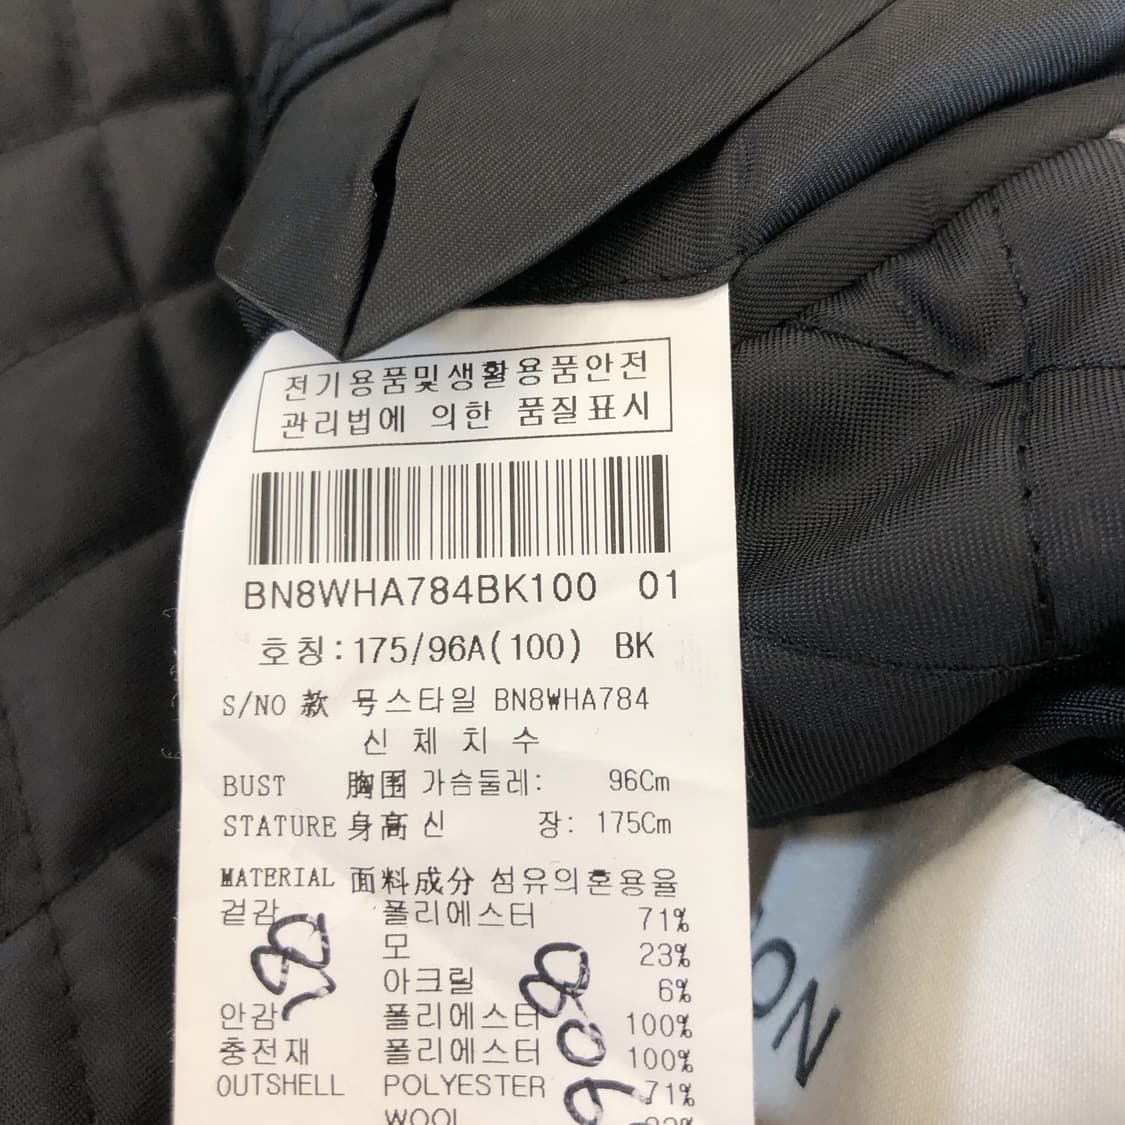 전기용품및생활용품안전
관리법에 의한 품질표시
BN8WHA784BK100 01
호칭:175/96A(100) BK
S/NO 款 号스타일 BN8WHA784
신 체 치 수
BUST 胸围 가슴둘레: 96Cm
STATURE 身高 신 장: 175Cm
MATERIAL 面料成分 섬유의혼용율
겉감 폴리에스터 71%
모 23%
아크릴 6%
안감 폴리에스터 100%
충전재 폴리에스터 100%
OUTSHELL POLYESTER 71%
WOOL